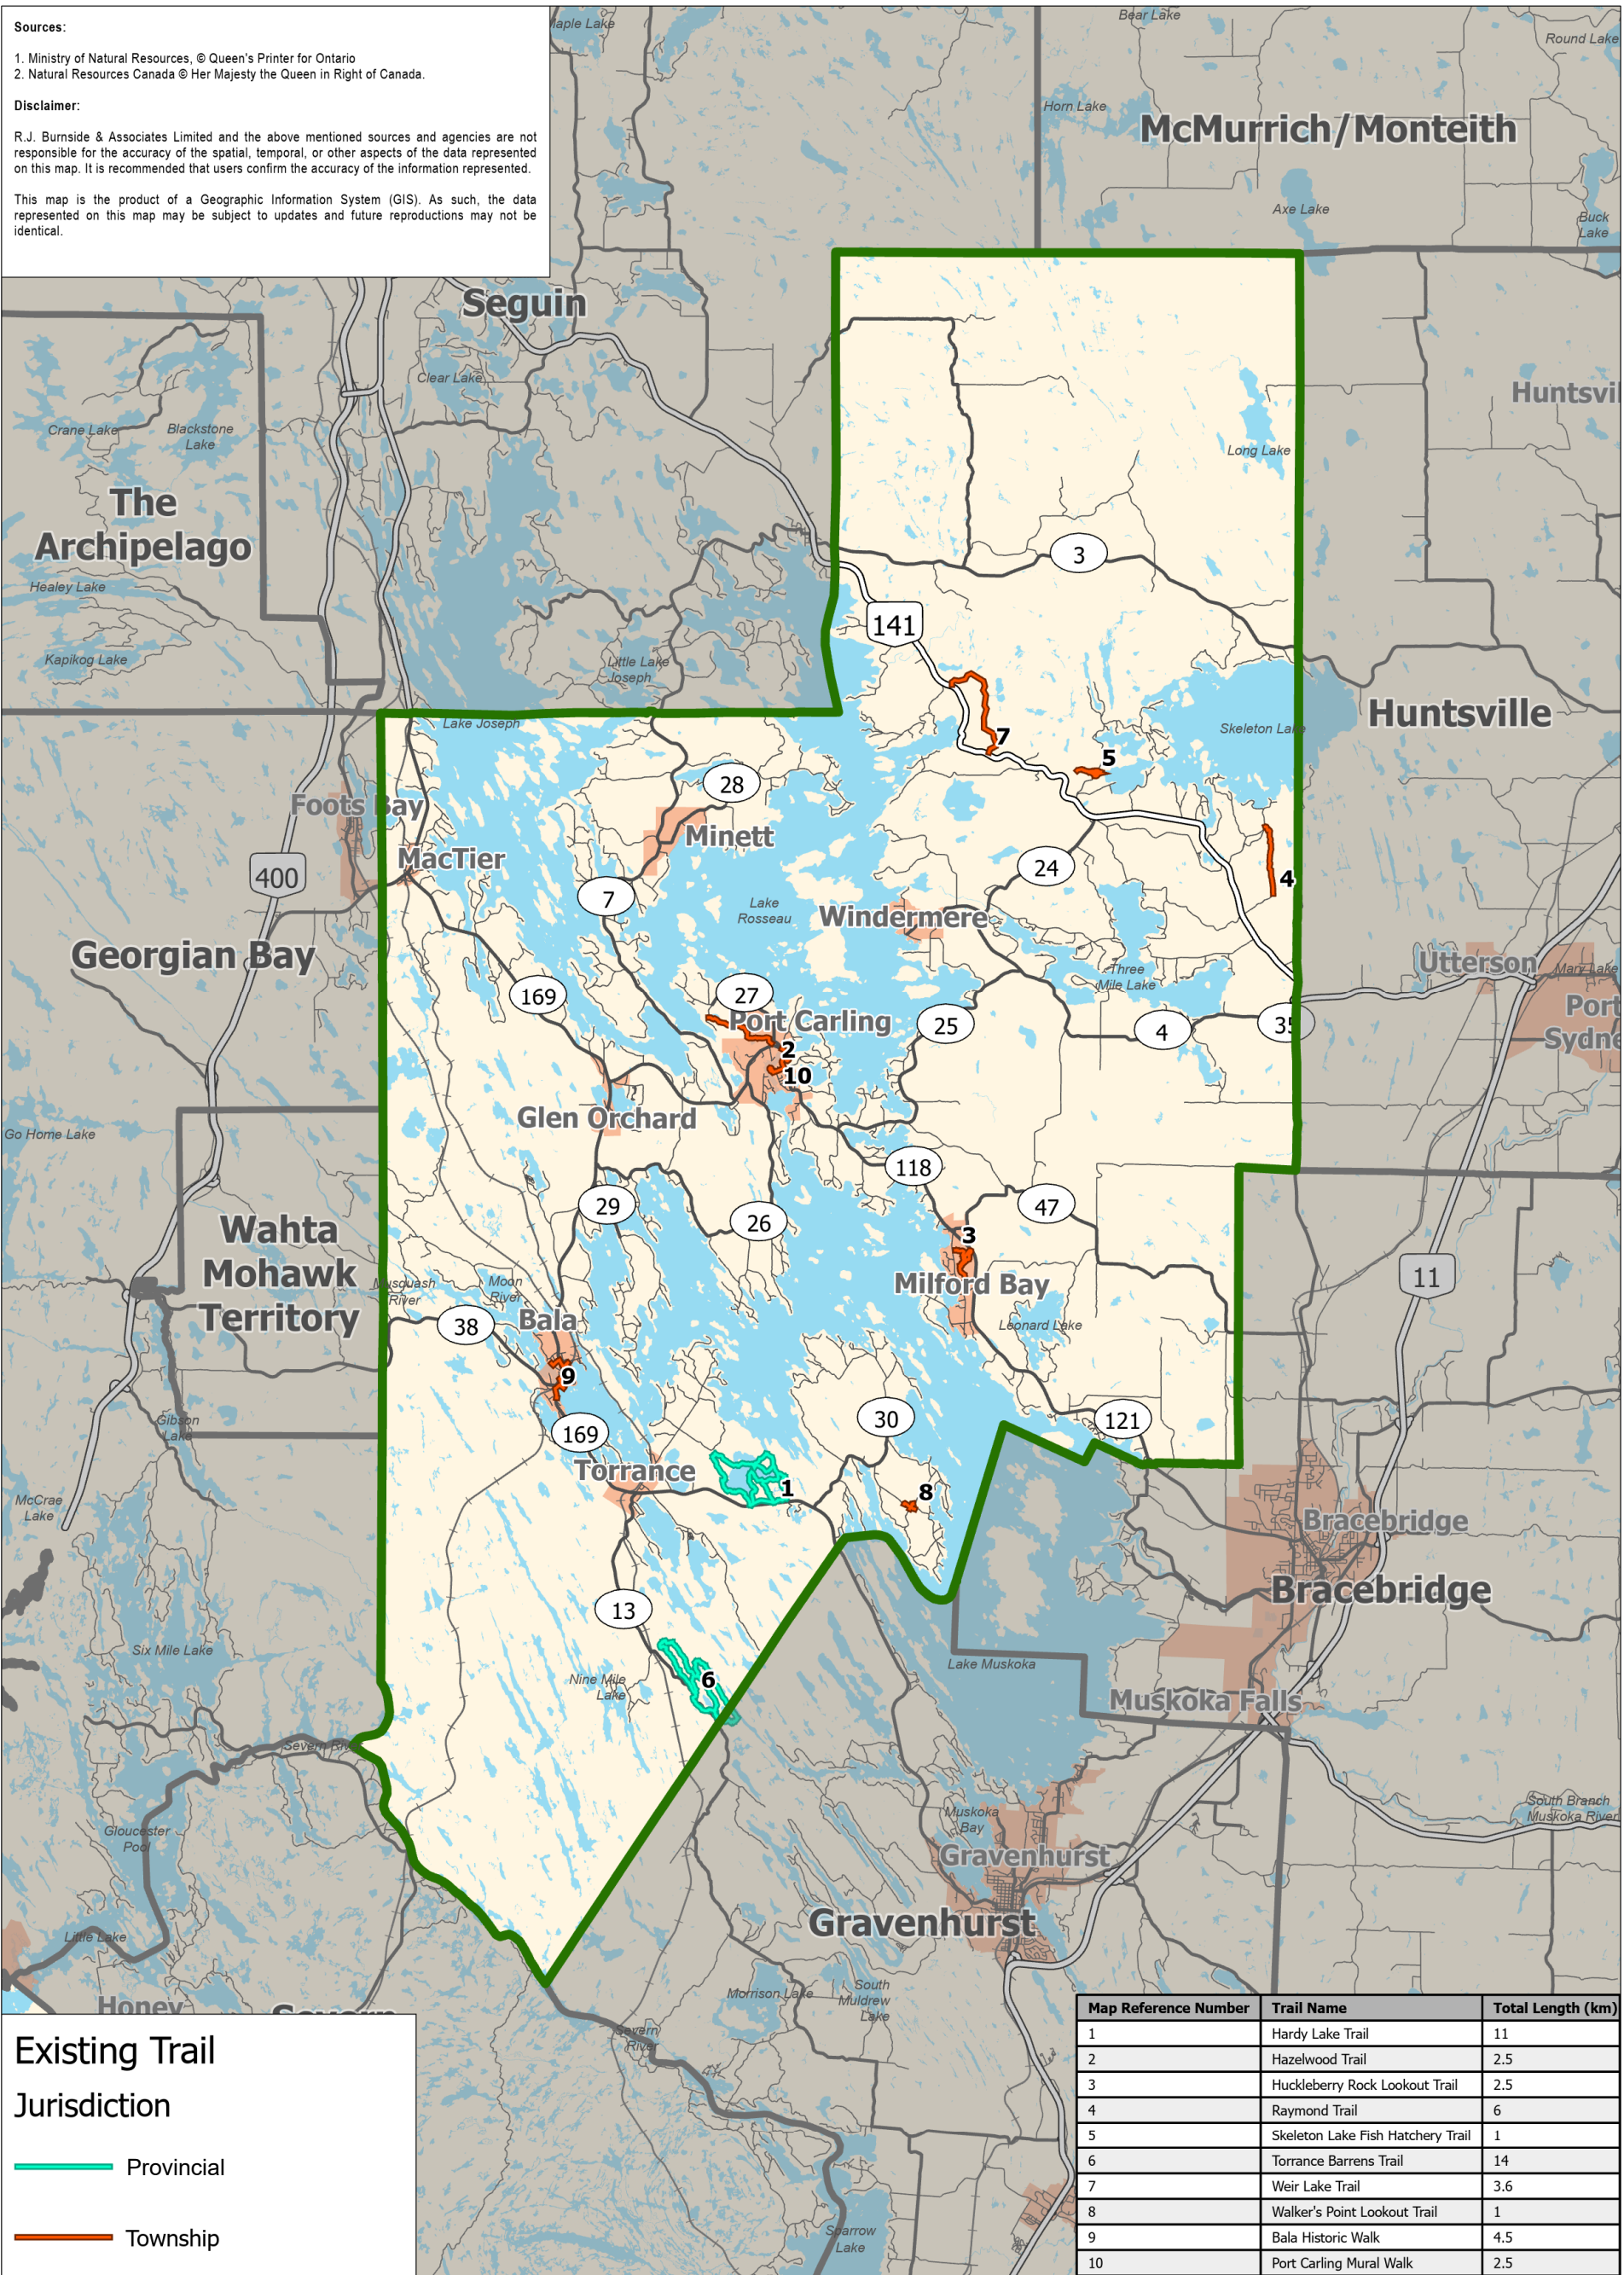 Sources:
1. Ministry of Natural Resources, © Queen's Printer for Ontario
2. Natural Resources Canada © Her Majesty the Queen in Right of Canada.
Disclaimer:
R.J. Burnside & Associates Limited and the above mentioned sources and agencies are not
responsible for the accuracy of the spatial, temporal, or other aspects of the data represented
on this map. It is recommended that users confirm the accuracy of the information represented.
This map is the product of a Geographic Information System (GIS). As such, the data
represented on this map may be subject to updates and future reproductions may not be
identical.
Maple Lake
Bear Lake
Round Lake
Horn Lake
McMurrich/Monteith
Axe Lake
Buck
Lake
Seguin
Clear Lake
Huntsvil
Crane Lake
Blackstone
Lake
Long Lake
The
Archipelago
3
Healey Lake
141
Kapikog Lake
Little Lake
Joseph
Huntsville
Lake Joseph
Skeleton Lake
7
5
28
Foots Bay
Minett
MacTier
400
24
4
7
Lake
Rosseau
Windermere
Georgian Bay
Utterson
Mary Lake
Three
Mile Lake
169
27
Port Carling
25
4
35
Port
Sydne
2
10
Glen Orchard
Go Home Lake
118
29
26
47
Wahta
Mohawk
Territory
3
Milford Bay
11
Musquash
River
Moon
River
Bala
38
Leonard Lake
9
Gibson
Lake
169
30
121
Torrance
1
8
McCrae
Lake
Bracebridge
Bracebridge
13
Six Mile Lake
Nine Mile
Lake
6
Lake Muskoka
Muskoka Falls
Severn River
Gloucester
Pool
Muskoka
Bay
South Branch
Muskoka River
Gravenhurst
Gravenhurst
Little Lake
Morrison Lake
South
Muldrew
Lake
Honey
Severn
Severn
River
Sparrow
Lake
Existing Trail
Jurisdiction
Provincial
Township
Map Reference Number Trail Name Total Length (km)
1 Hardy Lake Trail 11
2 Hazelwood Trail 2.5
3 Huckleberry Rock Lookout Trail 2.5
4 Raymond Trail 6
5 Skeleton Lake Fish Hatchery Trail 1
6 Torrance Barrens Trail 14
7 Weir Lake Trail 3.6
8 Walker's Point Lookout Trail 1
9 Bala Historic Walk 4.5
10 Port Carling Mural Walk 2.5